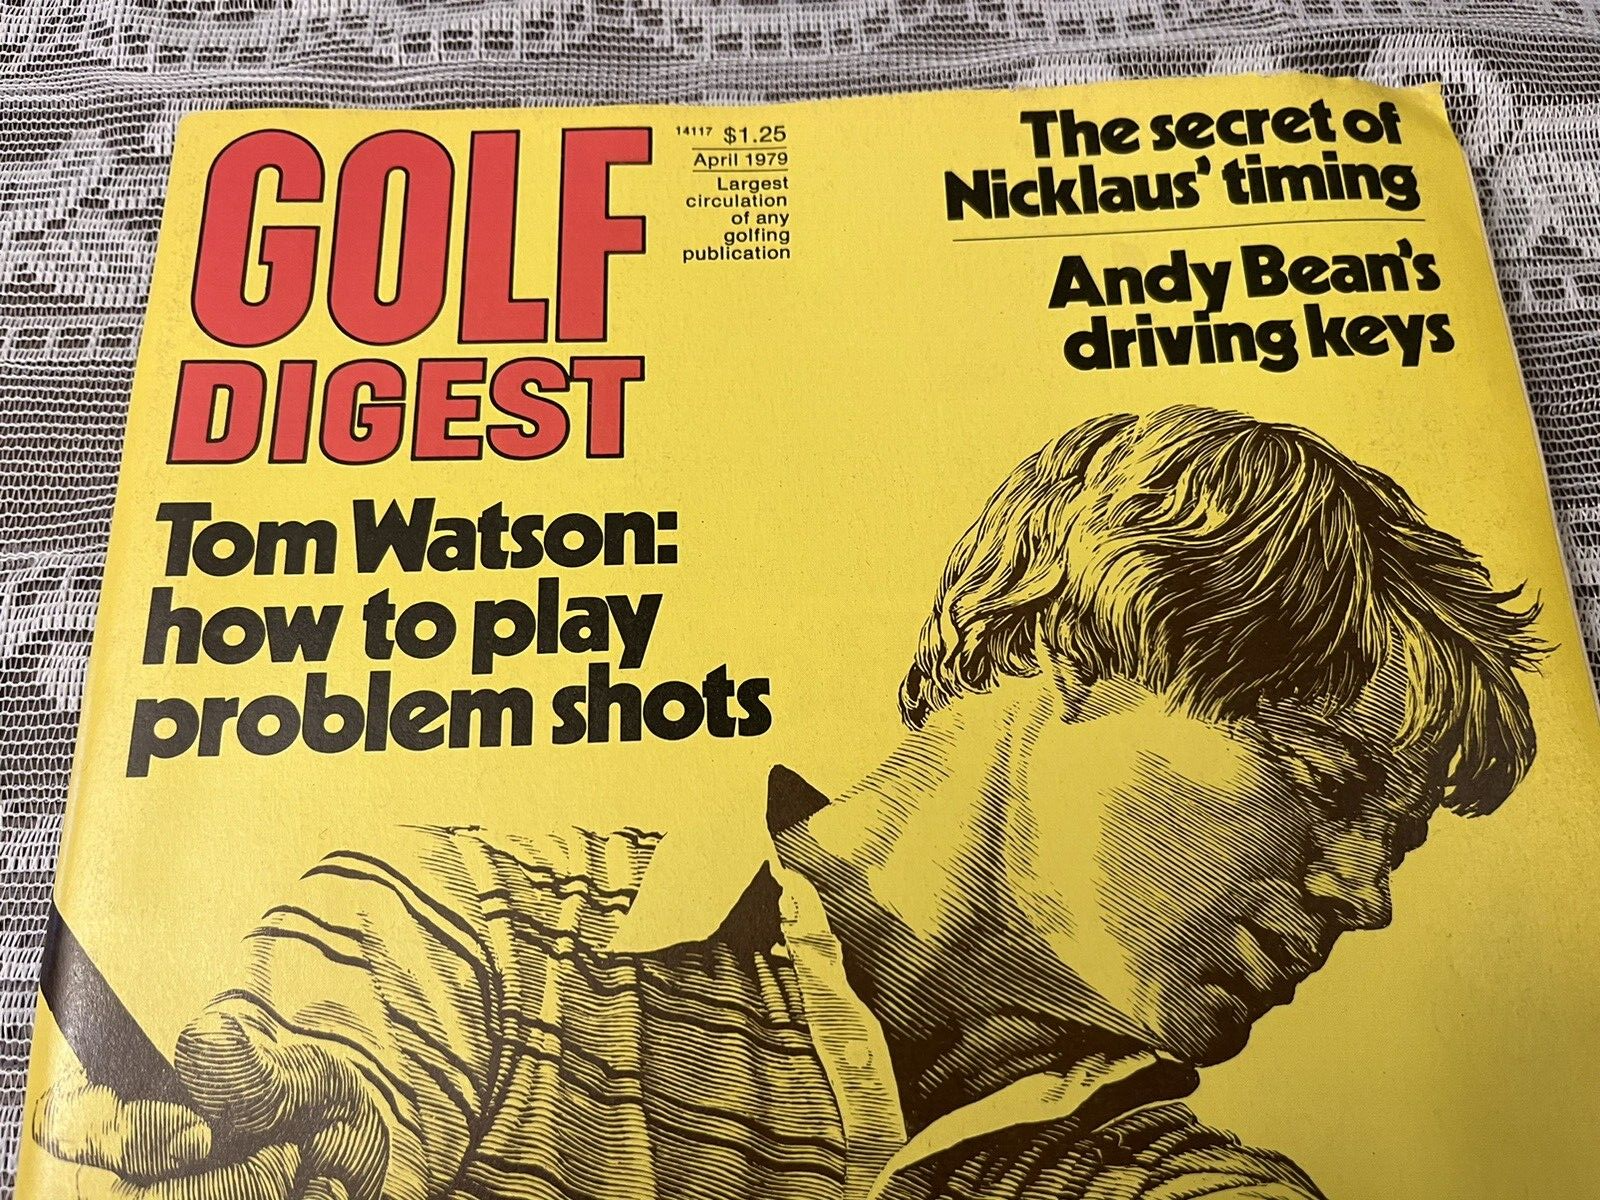 GOLF
DIGEST
14117 $1.25
April 1979
Largest
circulation
of any
golfing
publication
The secret of
Nicklaus' timing
Andy Bean's
driving keys
Tom Watson:
how to play
problem shots